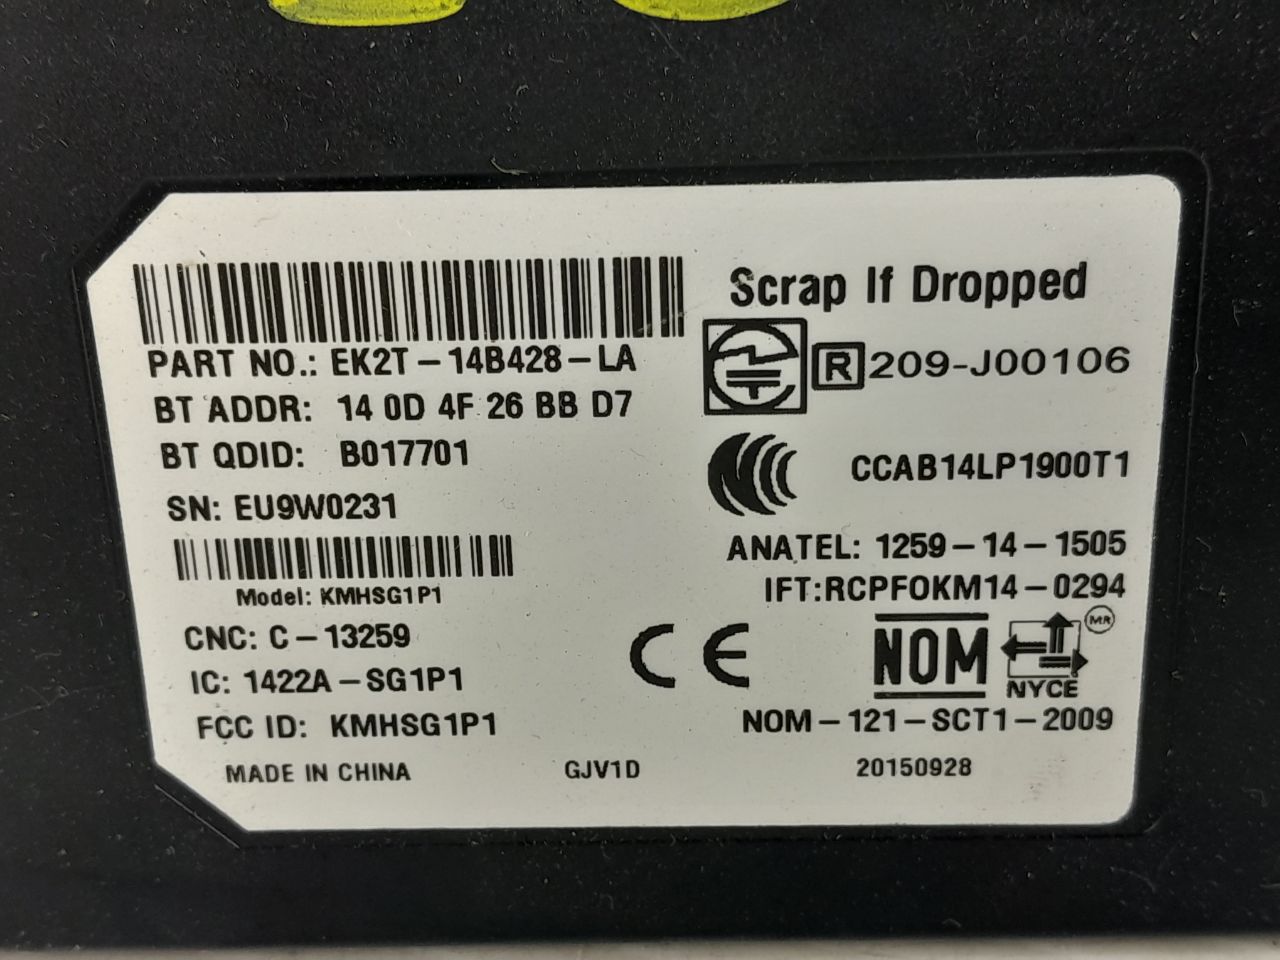 Scrap If Dropped
PART NO.: EK2T-14B428-LA
R 209-J00106
BT ADDR: 14 0D 4F 26 BB D7
BT QDID: B017701
CCAB14LP1900T1
SN: EU9W0231
ANATEL: 1259-14-1505
Model: KMHSG1P1
IFT:RCPFOKM14-0294
CNC: C-13259
CE
NOM
MR
NYCE
IC: 1422A-SG1P1
FCC ID: KMHSG1P1
NOM-121-SCT1-2009
MADE IN CHINA
GJV1D
20150928